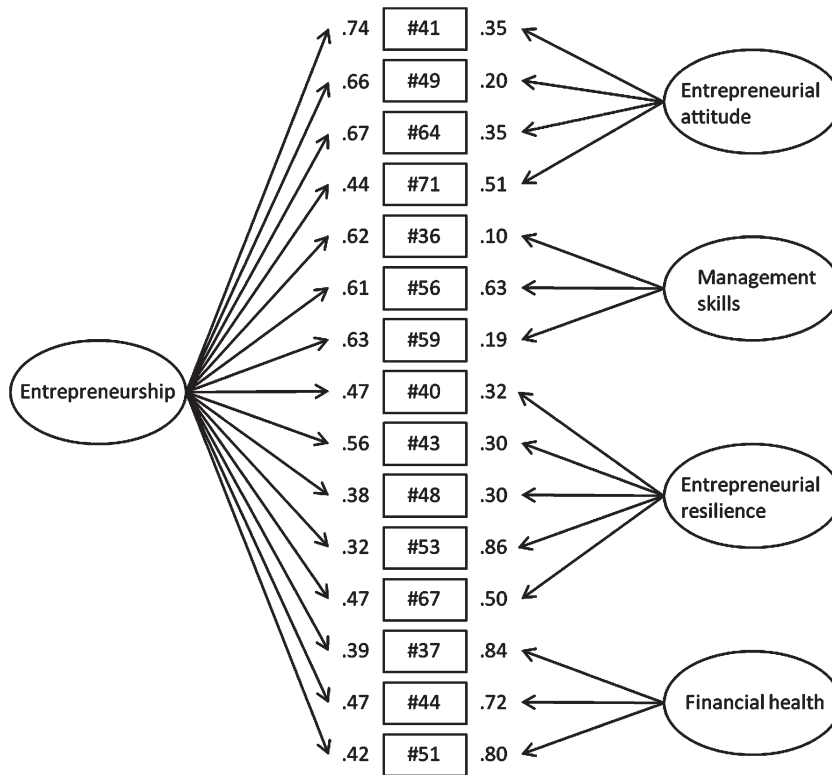 .74 #41 .35
.66 #49 .20
Entrepreneurial
attitude
.67 #64 .35
.44 #71 .51
.62 #36 .10
.61 #56 .63
Management
skills
.63 #59 .19
Entrepreneurship
.47 #40 .32
.56 #43 .30
.38 #48 .30
Entrepreneurial
resilience
.32 #53 .86
.47 #67 .50
.39 #37 .84
.47 #44 .72
Financial health
.42 #51 .80